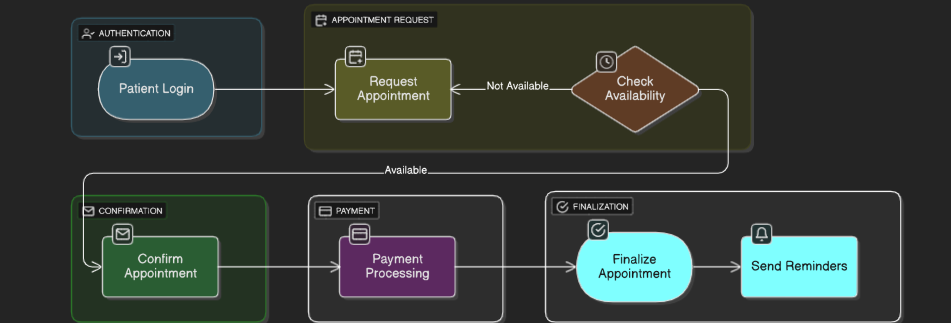 AUTHENTICATION
Patient Login
APPOINTMENT REQUEST
Request
Appointment
Not Available
Check
Availability
Available
CONFIRMATION
Confirm
Appointment
PAYMENT
Payment
Processing
FINALIZATION
Finalize
Appointment
Send Reminders